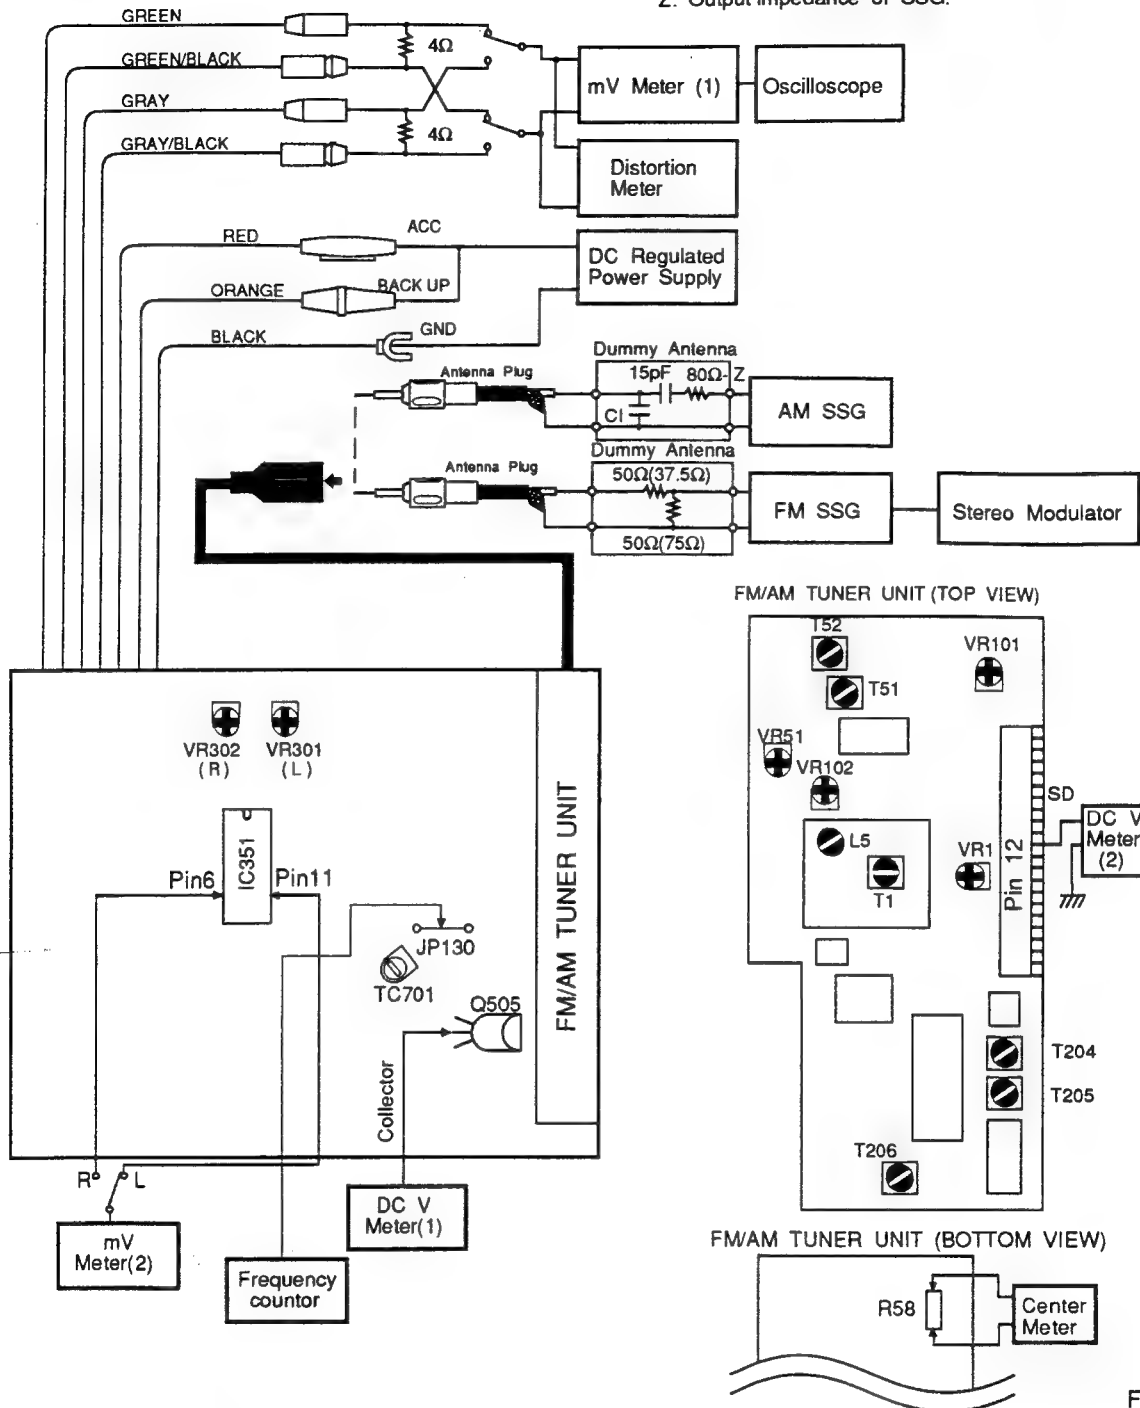 Z: Output Impedance of SSG.
GREEN
GREEN/BLACK
GRAY
GRAY/BLACK
4Ω
4Ω
mV Meter (1)
Oscilloscope
Distortion
Meter
RED
ACC
ORANGE
BACK UP
BLACK
GND
DC Regulated
Power Supply
Dummy Antenna
Antenna Plug
15pF
80Ω-Z
CI
AM SSG
Dummy Antenna
Antenna Plug
50Ω(37.5Ω)
50Ω(75Ω)
FM SSG
Stereo Modulator
FM/AM TUNER UNIT (TOP VIEW)
T52
VR101
T51
VR51
VR102
SD
L5
VR1
T1
Pin 12
DC V
Meter
(2)
T204
T205
T206
VR302
(R)
VR301
(L)
IC351
Pin6
Pin11
JP130
TC701
Q505
Collector
FM/AM TUNER UNIT
R
L
mV
Meter(2)
Frequency
countor
DC V
Meter(1)
FM/AM TUNER UNIT (BOTTOM VIEW)
R58
Center
Meter
F